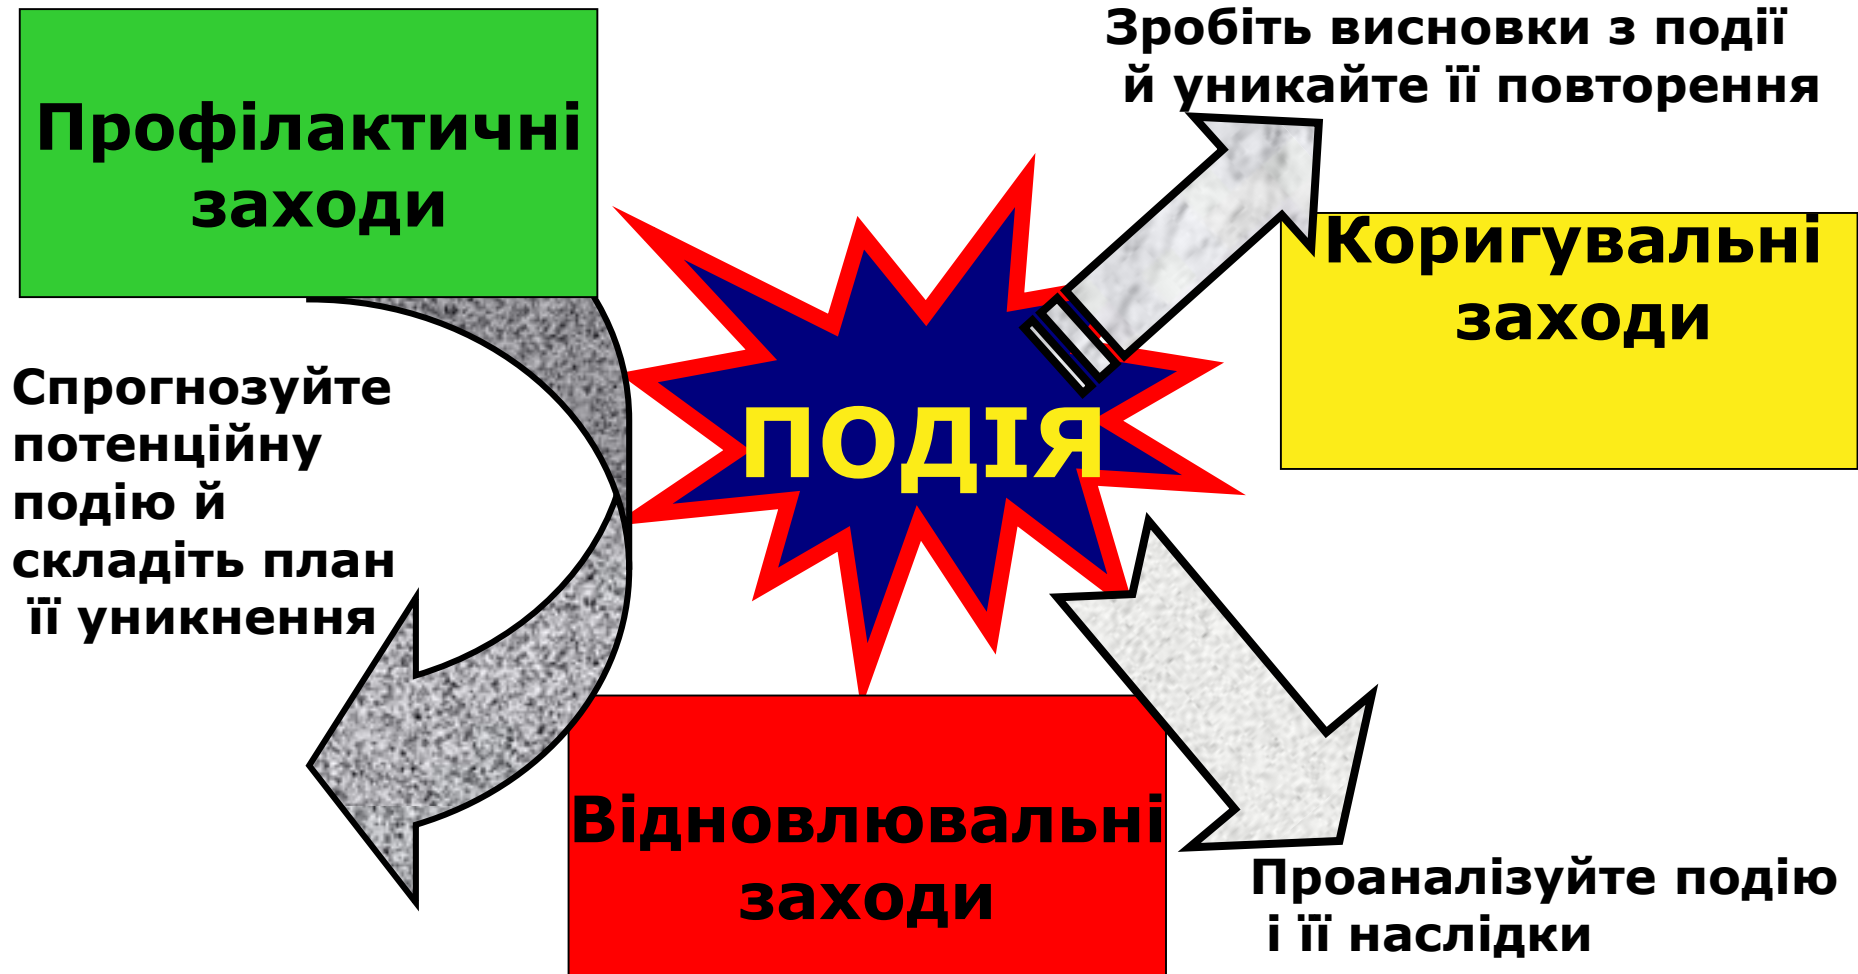 Профілактичні
заходи
Зробіть висновки з події
й уникайте її повторення
Коригувальні
заходи
Спрогнозуйте
потенційну
подію й
складіть план
її уникнення
ПОДІЯ
Відновлювальні
заходи
Проаналізуйте подію
і її наслідки